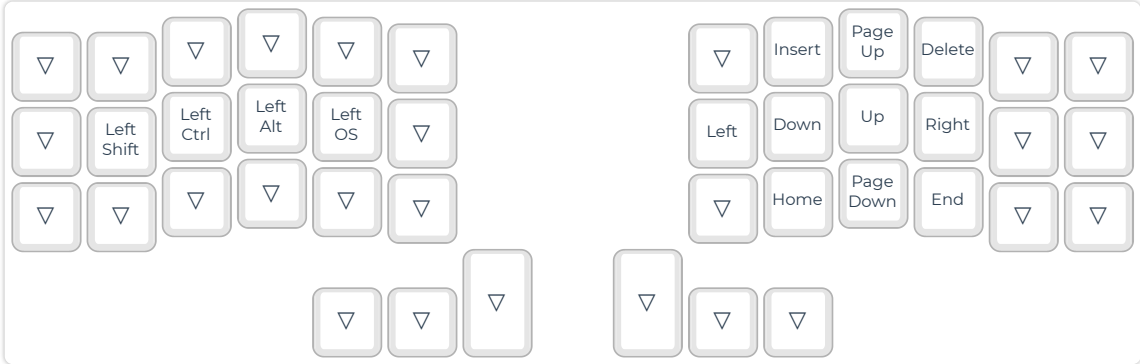 Insert
Page
Up
Delete
Left
Shift
Left
Ctrl
Left
Alt
Left
OS
Left
Down
Up
Right
Home
Page
Down
End